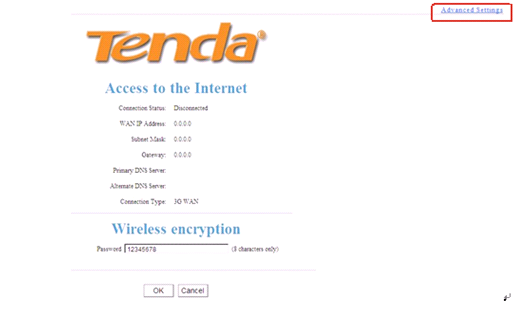 Advanced Settings
Tenda®
Access to the Internet
Connection Status: Disconnected
WAN IP Address: 0.0.0.0
Subnet Mask: 0.0.0.0
Gateway: 0.0.0.0
Primary DNS Server:
Alternate DNS Server:
Connection Type: 3G WAN
Wireless encryption
Password 12345678 (8 characters only)
OK Cancel